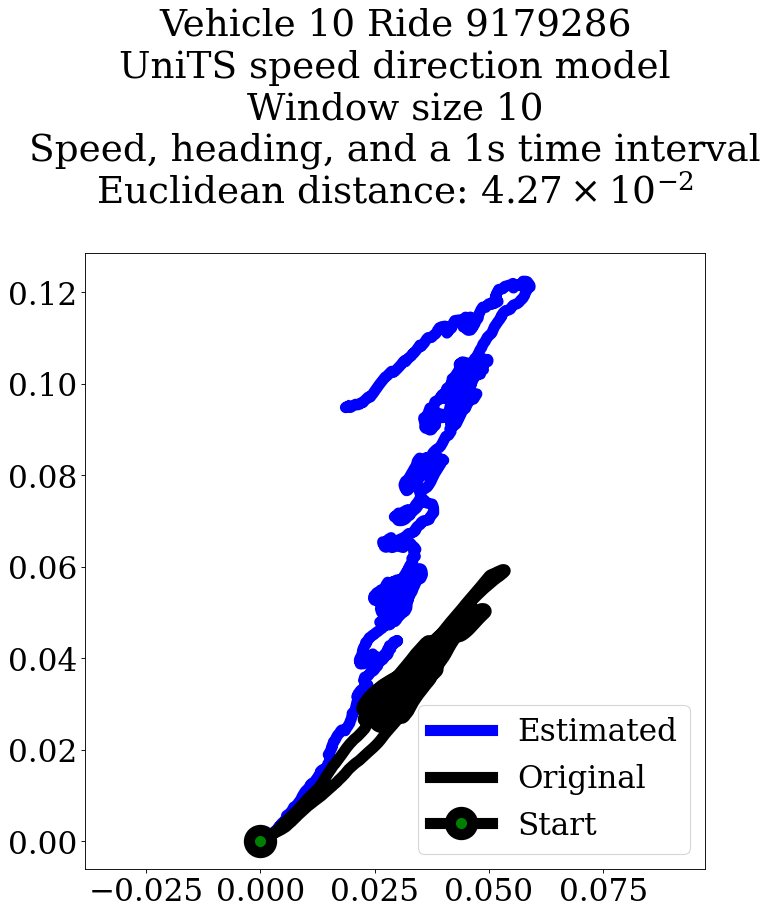 Vehicle 10 Ride 9179286
UniTS speed direction model
Window size 10
Speed, heading, and a 1s time interval
Euclidean distance: 4.27 × 10⁻²
0.12
0.10
0.08
0.06
0.04
0.02
0.00
Estimated
Original
Start
−0.025 0.000 0.025 0.050 0.075